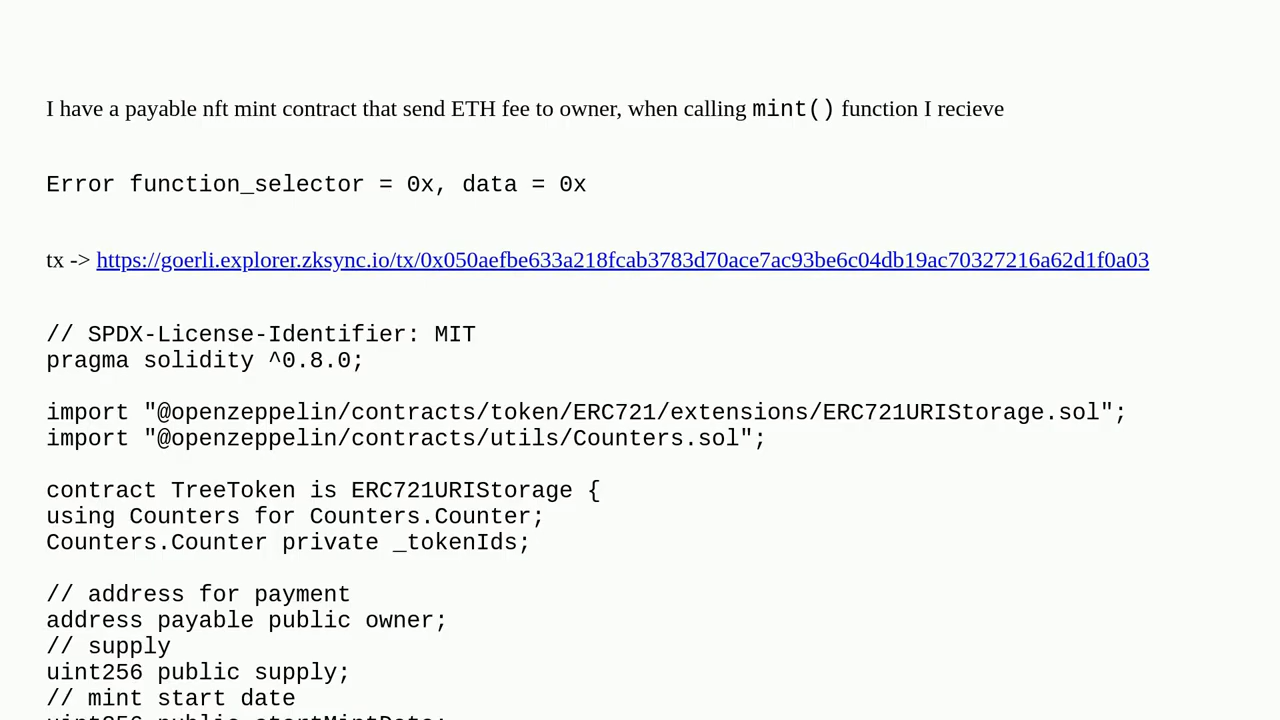 I have a payable nft mint contract that send ETH fee to owner, when calling mint() function I recieve
Error function_selector = 0x, data = 0x
tx -> https://goerli.explorer.zksync.io/tx/0x050aefbe633a218fcab3783d70ace7ac93be6c04db19ac70327216a62d1f0a03
// SPDX-License-Identifier: MIT
pragma solidity ^0.8.0;
import "@openzeppelin/contracts/token/ERC721/extensions/ERC721URIStorage.sol";
import "@openzeppelin/contracts/utils/Counters.sol";
contract TreeToken is ERC721URIStorage {
using Counters for Counters.Counter;
Counters.Counter private _tokenIds;
// address for payment
address payable public owner;
// supply
uint256 public supply;
// mint start date
uint256 public startMintDate;